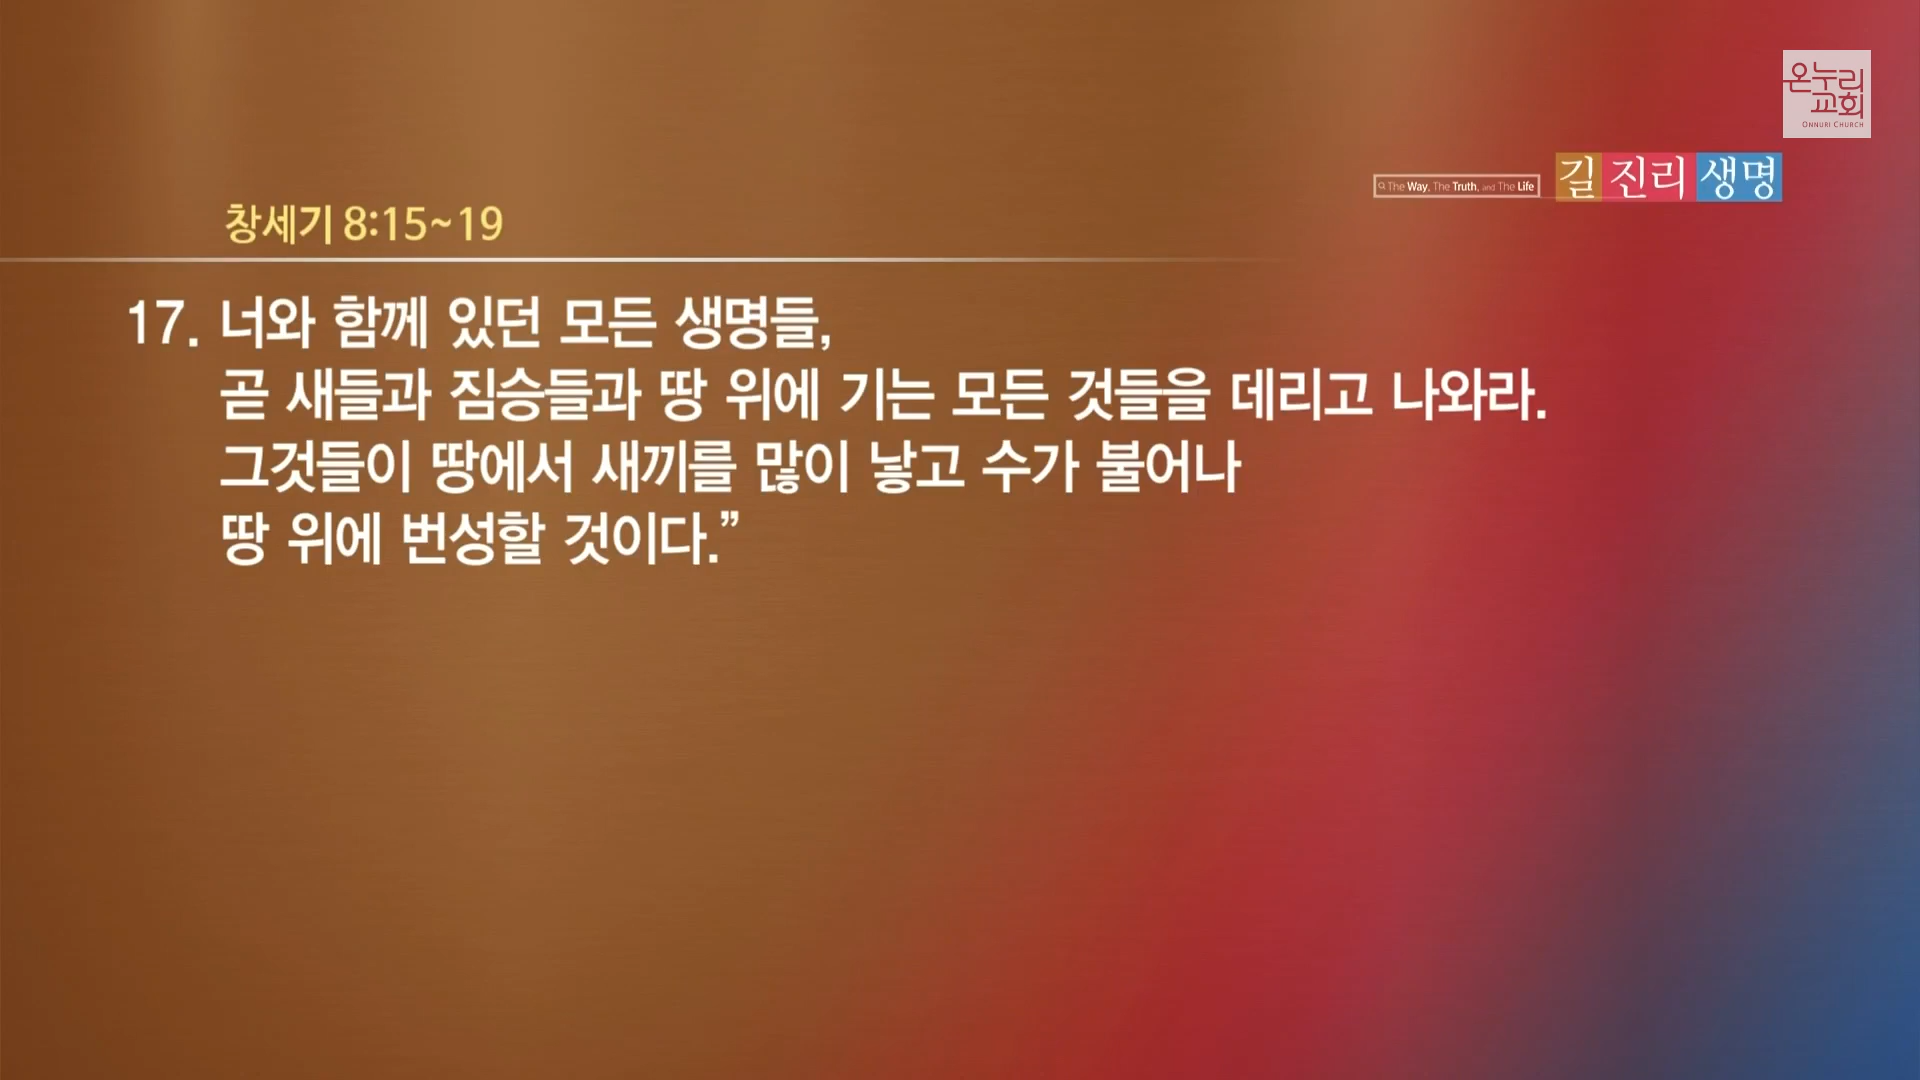 온누리
교회
ONNURI CHURCH
The Way, The Truth, and The Life
길 진리 생명
창세기 8:15~19
17. 너와 함께 있던 모든 생명들,
곧 새들과 짐승들과 땅 위에 기는 모든 것들을 데리고 나와라.
그것들이 땅에서 새끼를 많이 낳고 수가 불어나
땅 위에 번성할 것이다.”